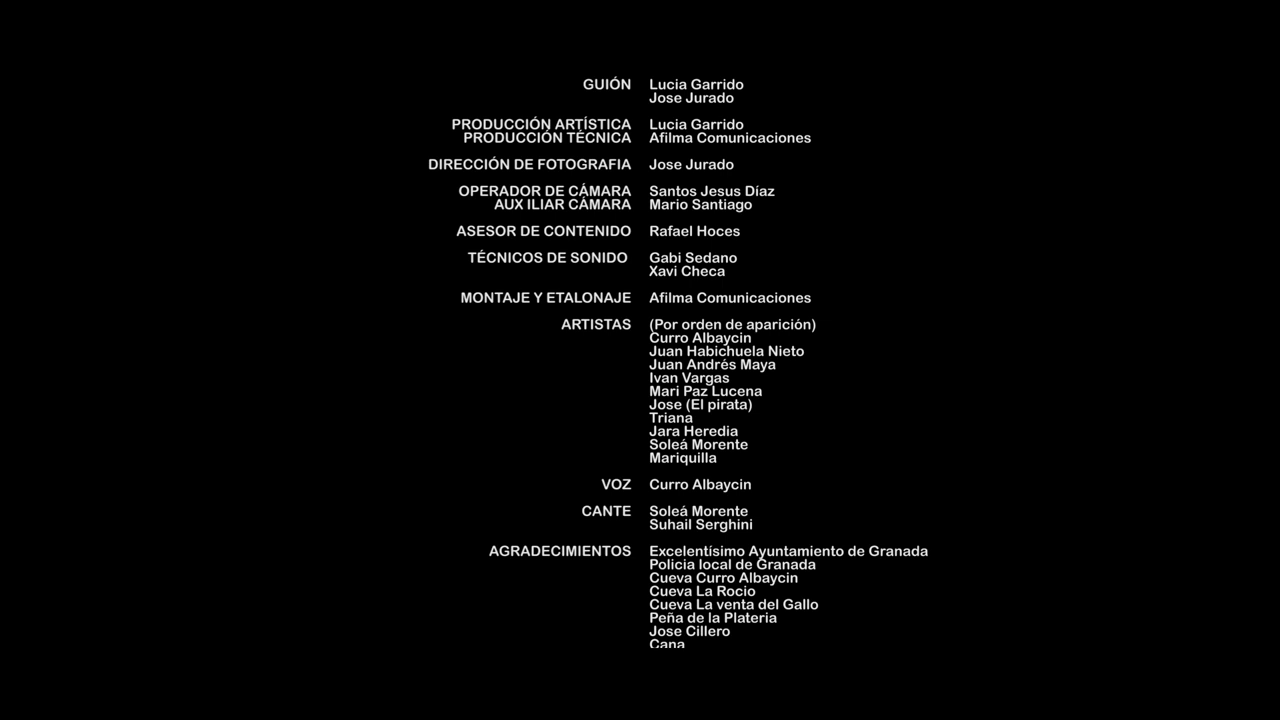 GUIÓN Lucia Garrido
Jose Jurado
PRODUCCIÓN ARTÍSTICA Lucia Garrido
PRODUCCIÓN TÉCNICA Afilma Comunicaciones
DIRECCIÓN DE FOTOGRAFIA Jose Jurado
OPERADOR DE CÁMARA Santos Jesus Díaz
AUX ILIAR CÁMARA Mario Santiago
ASESOR DE CONTENIDO Rafael Hoces
TÉCNICOS DE SONIDO Gabi Sedano
Xavi Checa
MONTAJE Y ETALONAJE Afilma Comunicaciones
ARTISTAS (Por orden de aparición)
Curro Albaycin
Juan Habichuela Nieto
Juan Andrés Maya
Ivan Vargas
Mari Paz Lucena
Jose (El pirata)
Triana
Jara Heredia
Soleá Morente
Mariquilla
VOZ Curro Albaycin
CANTE Soleá Morente
Suhail Serghini
AGRADECIMIENTOS Excelentísimo Ayuntamiento de Granada
Policia local de Granada
Cueva Curro Albaycin
Cueva La Rocio
Cueva La venta del Gallo
Peña de la Plateria
Jose Cillero